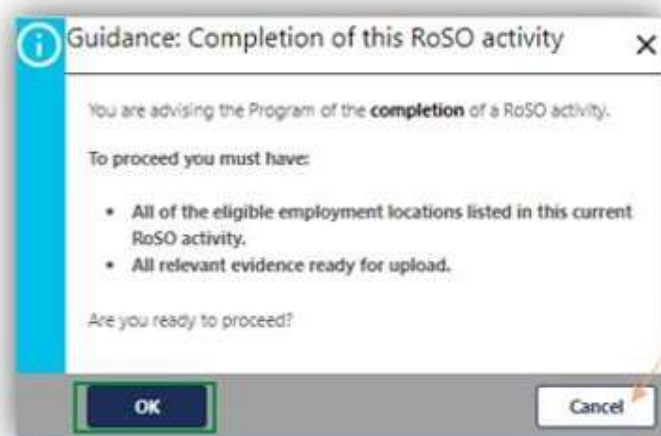 Guidance: Completion of this RoSO activity
You are advising the Program of the completion of a RoSO activity.
To proceed you must have:
• All of the eligible employment locations listed in this current
RoSO activity.
• All relevant evidence ready for upload.
Are you ready to proceed?
OK
Cancel